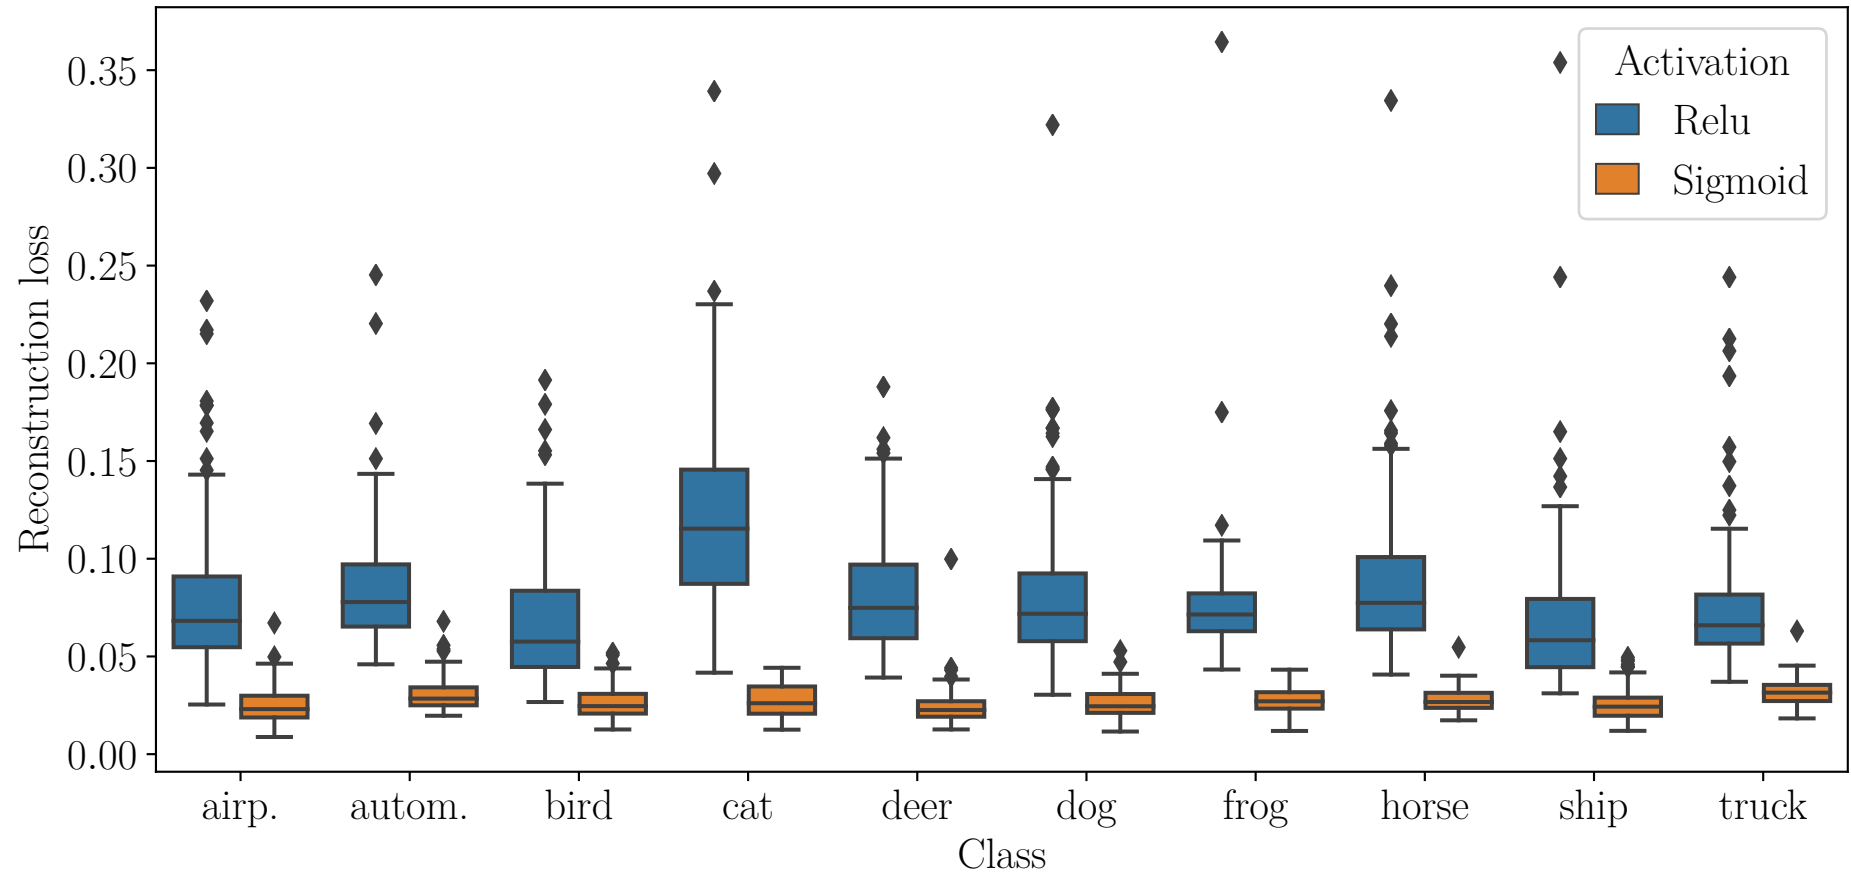 Activation
Relu
Sigmoid
Reconstruction loss
0.35
0.30
0.25
0.20
0.15
0.10
0.05
0.00
airp. autom. bird cat deer dog frog horse ship truck
Class